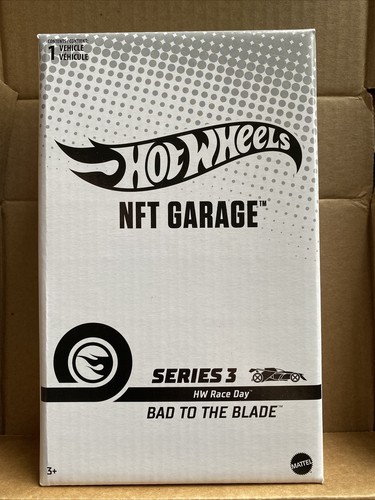 CONTENTS/CONTENU:
1 VEHICLE
VÉHICULE
HOT WHEELS
NFT GARAGE™
SERIES 3
HW Race Day™
BAD TO THE BLADE™
3+
MATTEL